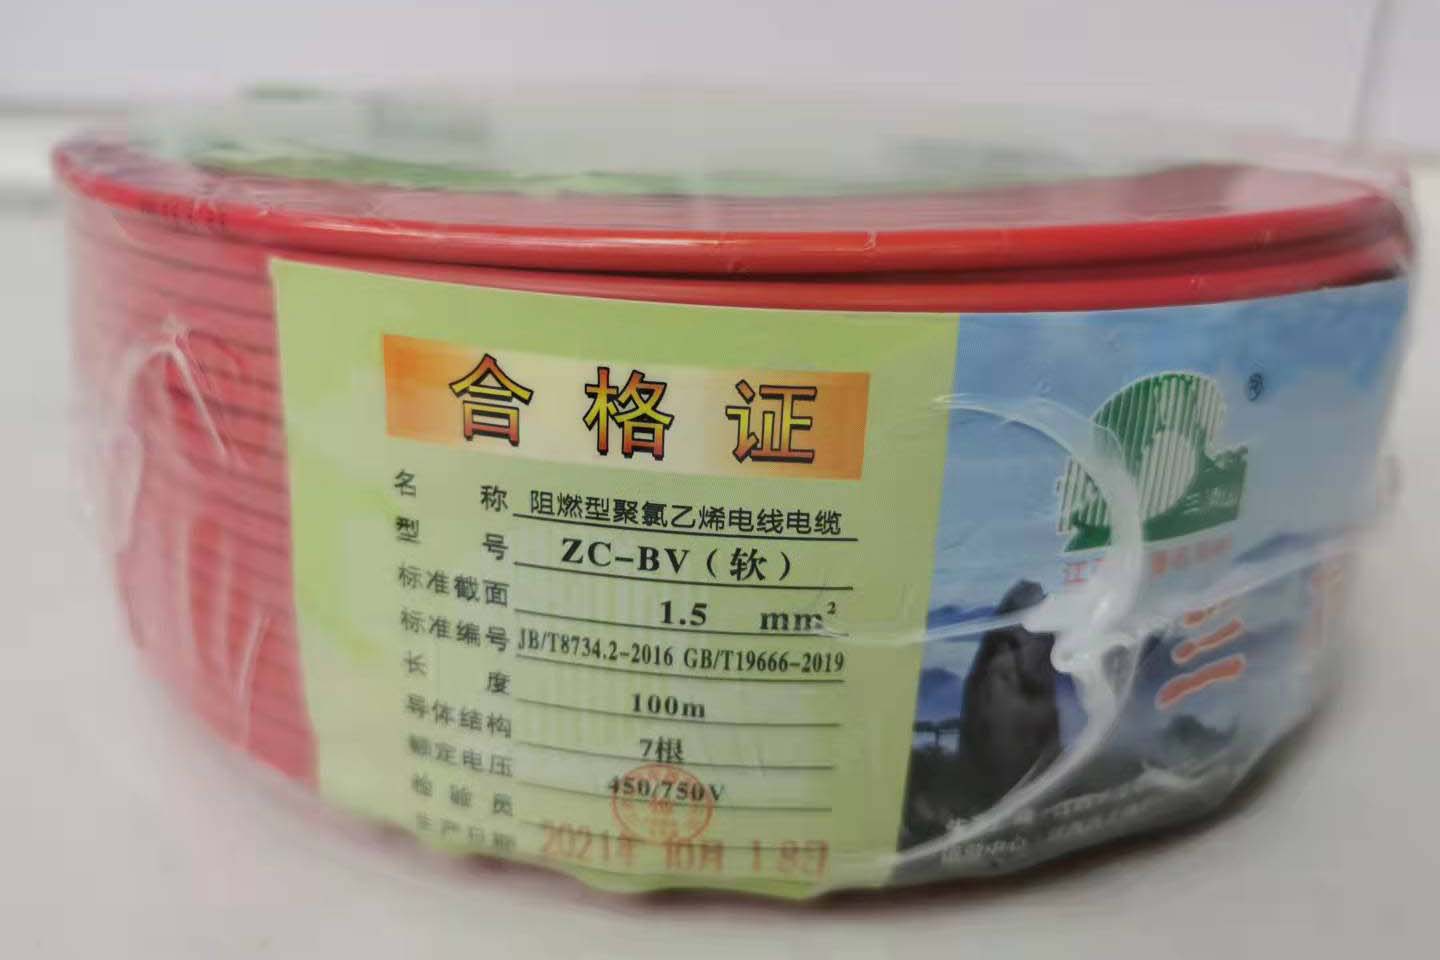 合格证
名称 阻燃型聚氯乙烯电线电缆
型号 ZC-BV（软）
标准截面 1.5 mm²
标准编号 JB/T8734.2-2016 GB/T19666-2019
长度 100m
导体结构 7根
额定电压 450/750V
检验员
生产日期 2021年10月18日
®
三